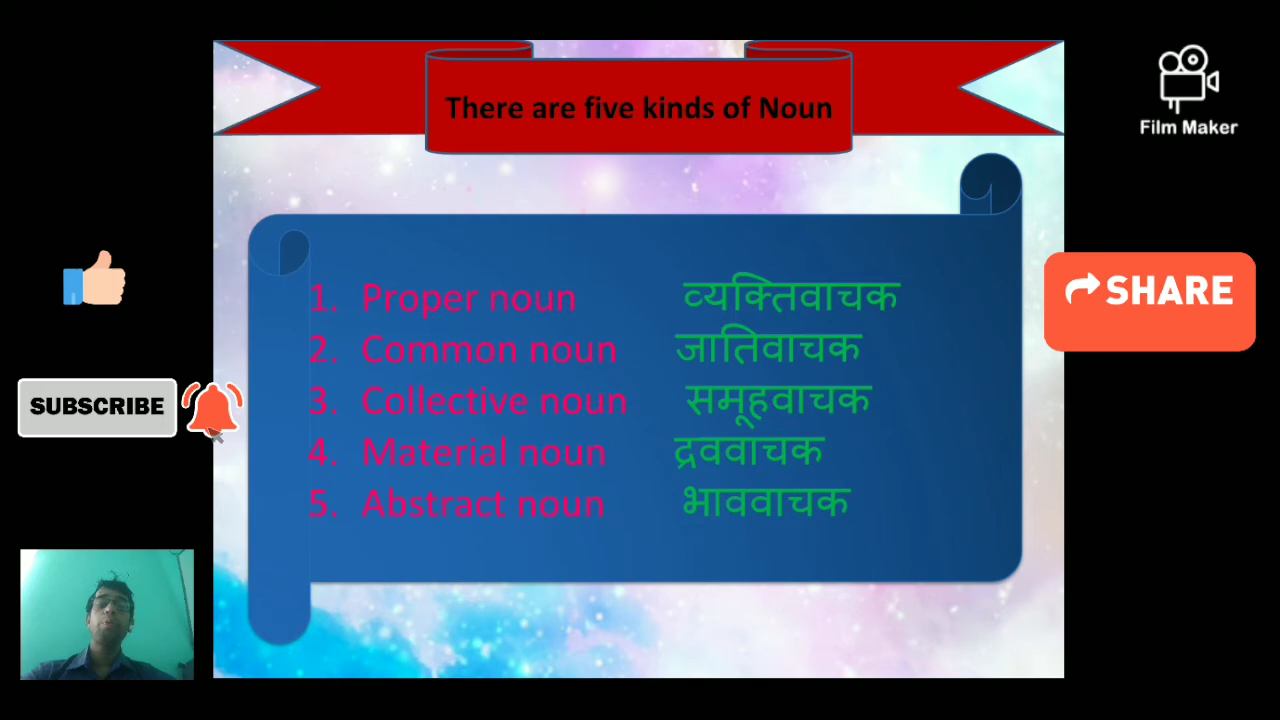 There are five kinds of Noun
Film Maker
1. Proper noun व्यक्तिवाचक
2. Common noun जातिवाचक
3. Collective noun समूहवाचक
4. Material noun द्रववाचक
5. Abstract noun भाववाचक
SHARE
SUBSCRIBE